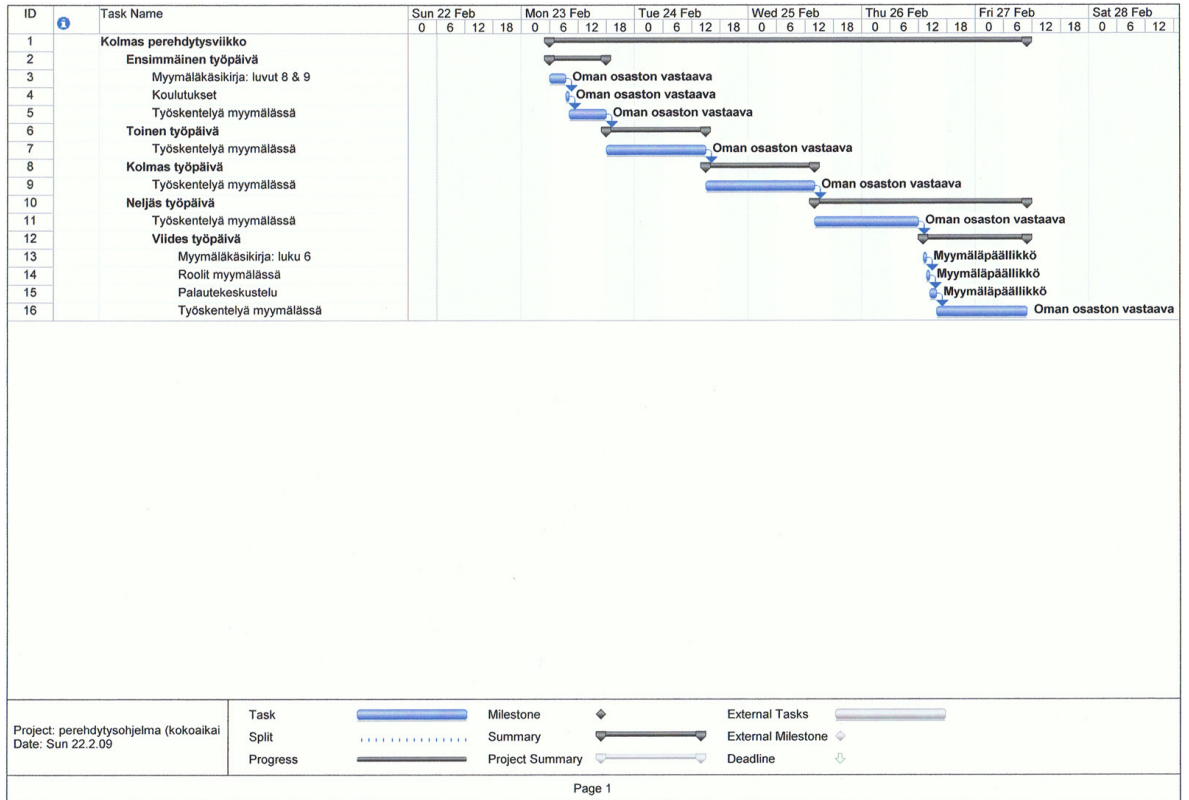 ID Task Name Sun 22 Feb Mon 23 Feb Tue 24 Feb Wed 25 Feb Thu 26 Feb Fri 27 Feb Sat 28 Feb
0 6 12 18 0 6 12 18 0 6 12 18 0 6 12 18 0 6 12 18 0 6 12 18 0 6 12
1 Kolmas perehdytysviikko
2 Ensimmäinen työpäivä
3 Myymäläkäsikirja: luvut 8 & 9 Oman osaston vastaava
4 Koulutukset Oman osaston vastaava
5 Työskentelyä myymälässä Oman osaston vastaava
6 Toinen työpäivä
7 Työskentelyä myymälässä Oman osaston vastaava
8 Kolmas työpäivä
9 Työskentelyä myymälässä Oman osaston vastaava
10 Neljäs työpäivä
11 Työskentelyä myymälässä Oman osaston vastaava
12 Viides työpäivä
13 Myymäläkäsikirja: luku 6 Myymäläpäällikkö
14 Roolit myymälässä Myymäläpäällikkö
15 Palautekeskustelu Myymäläpäällikkö
16 Työskentelyä myymälässä Oman osaston vastaava
Project: perehdytysohjelma (kokoaikai
Date: Sun 22.2.09
Task Milestone External Tasks
Split Summary External Milestone
Progress Project Summary Deadline
Page 1